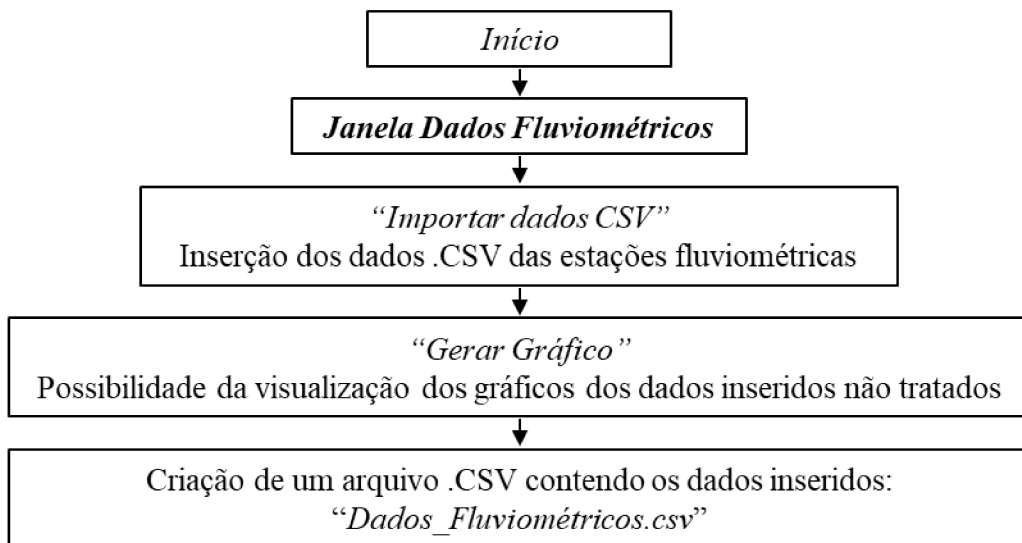 Início
Janela Dados Fluviométricos
“Importar dados CSV”
Inserção dos dados .CSV das estações fluviométricas
“Gerar Gráfico”
Possibilidade da visualização dos gráficos dos dados inseridos não tratados
Criação de um arquivo .CSV contendo os dados inseridos:
“Dados_Fluviométricos.csv”